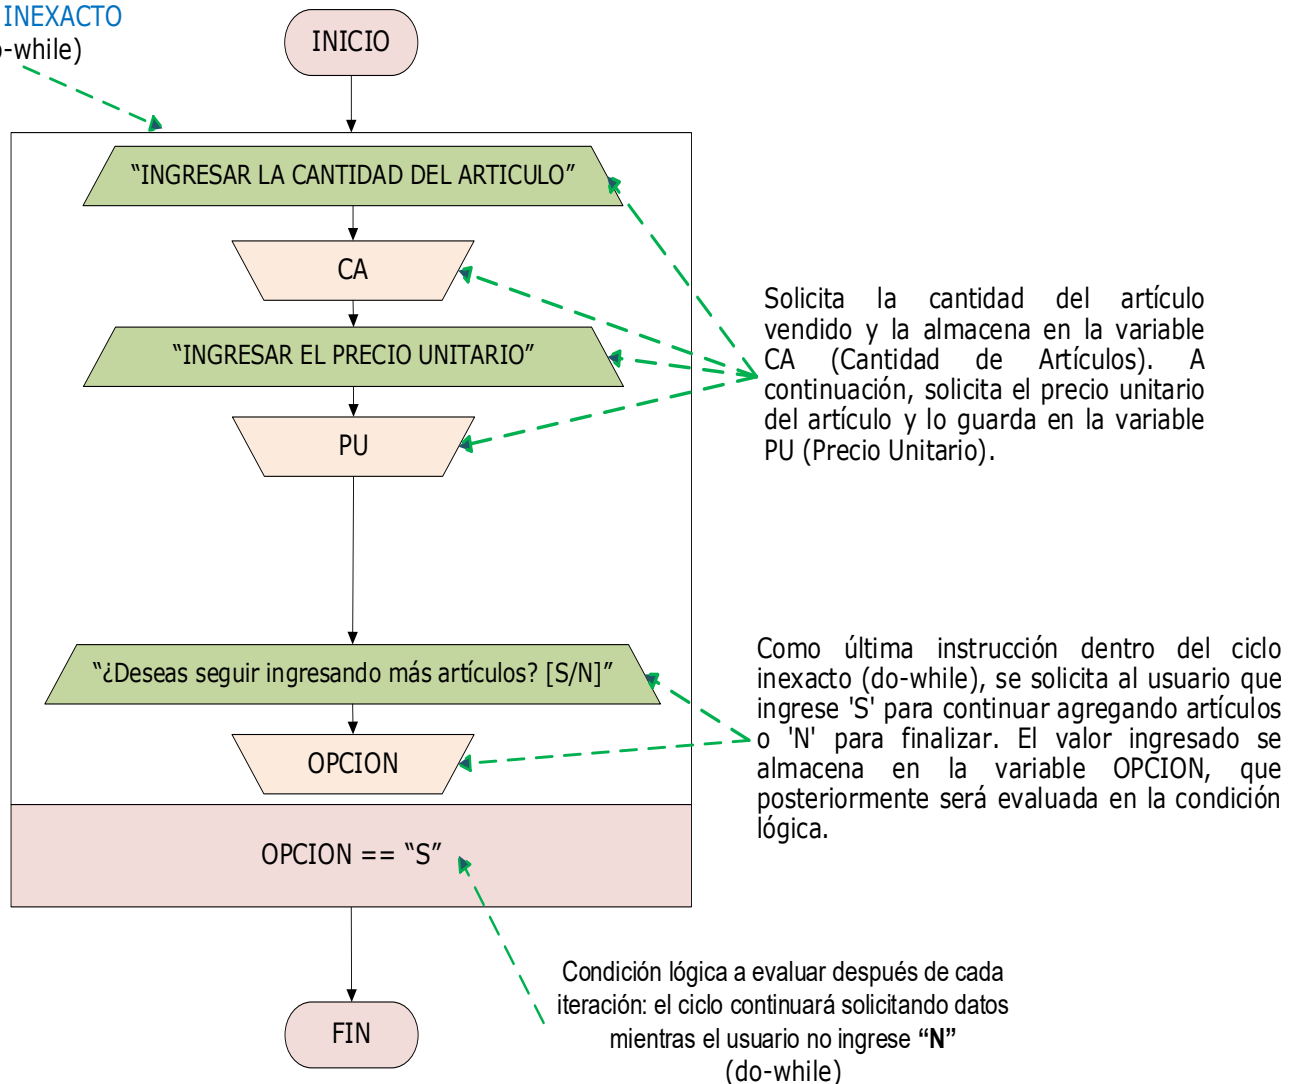 INEXACTO
-while)
INICIO
“INGRESAR LA CANTIDAD DEL ARTICULO”
CA
“INGRESAR EL PRECIO UNITARIO”
PU
Solicita la cantidad del artículo
vendido y la almacena en la variable
CA (Cantidad de Artículos). A
continuación, solicita el precio unitario
del artículo y lo guarda en la variable
PU (Precio Unitario).
“¿Deseas seguir ingresando más artículos? [S/N]”
OPCION
Como última instrucción dentro del ciclo
inexacto (do-while), se solicita al usuario que
ingrese 'S' para continuar agregando artículos
o 'N' para finalizar. El valor ingresado se
almacena en la variable OPCION, que
posteriormente será evaluada en la condición
lógica.
OPCION == “S”
Condición lógica a evaluar después de cada
iteración: el ciclo continuará solicitando datos
mientras el usuario no ingrese “N”
(do-while)
FIN